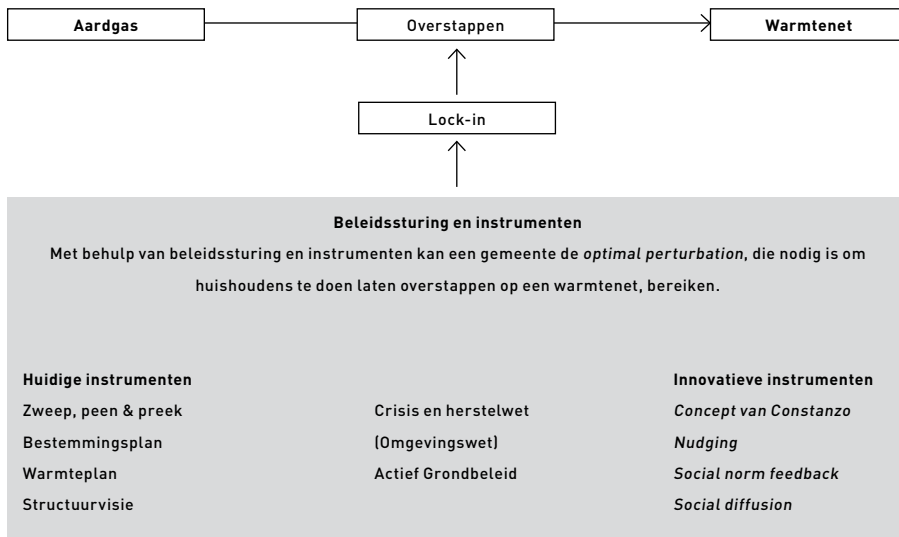 Aardgas
Overstappen
Warmtenet
Lock-in
Beleidssturing en instrumenten
Met behulp van beleidssturing en instrumenten kan een gemeente de optimal perturbation, die nodig is om
huishoudens te doen laten overstappen op een warmtenet, bereiken.
Huidige instrumenten
Zweep, peen & preek
Bestemmingsplan
Warmteplan
Structuurvisie
Crisis en herstelwet
(Omgevingswet)
Actief Grondbeleid
Innovatieve instrumenten
Concept van Constanzo
Nudging
Social norm feedback
Social diffusion